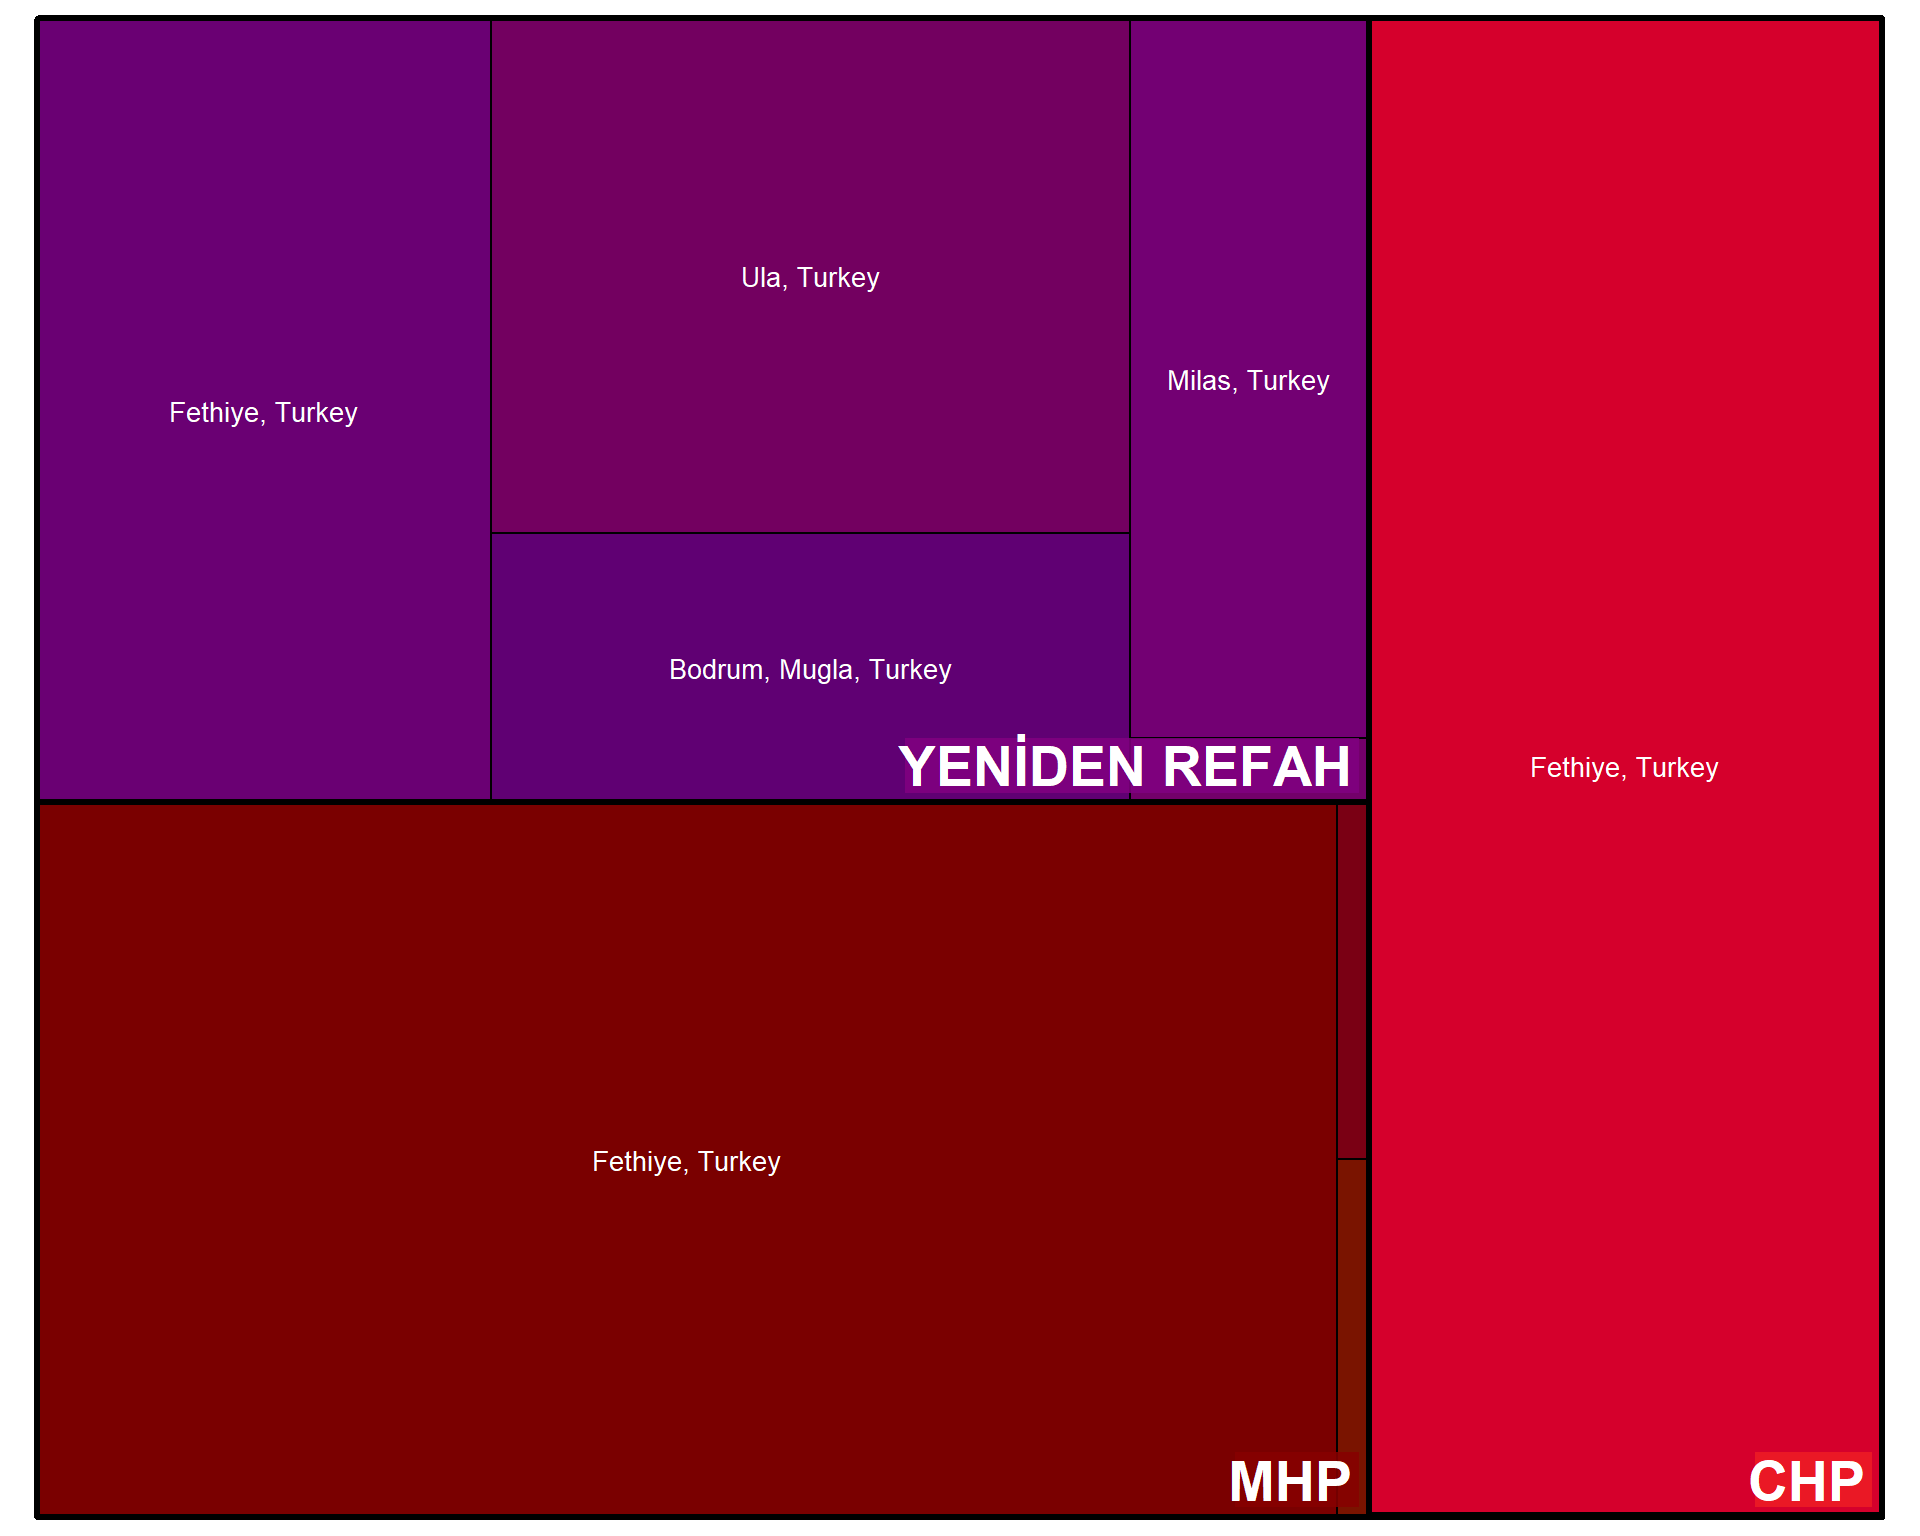 Fethiye, Turkey
Ula, Turkey
Milas, Turkey
Bodrum, Mugla, Turkey
YENİDEN REFAH
Fethiye, Turkey
Fethiye, Turkey
MHP
CHP